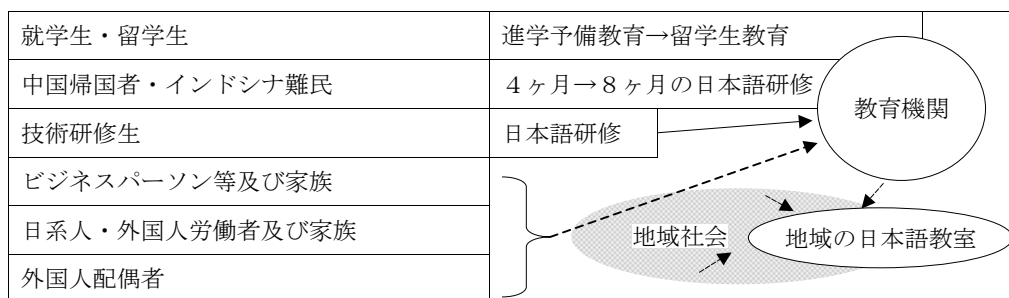 就学生・留学生
進学予備教育→留学生教育
中国帰国者・インドシナ難民
４ヶ月→８ヶ月の日本語研修
教育機関
技術研修生
日本語研修
ビジネスパーソン等及び家族
日系人・外国人労働者及び家族
地域社会
地域の日本語教室
外国人配偶者